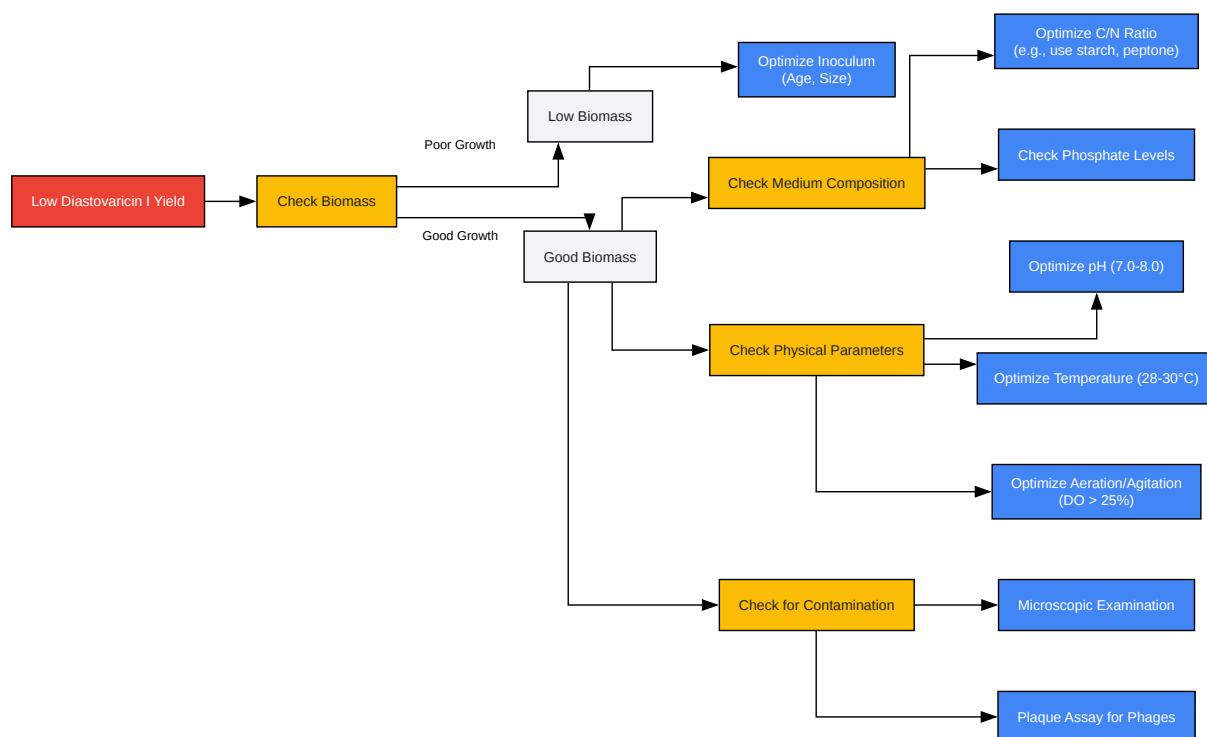 Optimize C/N Ratio
(e.g., use starch, peptone)
Optimize Inoculum
(Age, Size)
Low Biomass
Poor Growth
Check Phosphate Levels
Check Medium Composition
Low Diastovaricin I Yield
Check Biomass
Good Growth
Good Biomass
Optimize pH (7.0-8.0)
Check Physical Parameters
Optimize Temperature (28-30°C)
Optimize Aeration/Agitation
(DO > 25%)
Check for Contamination
Microscopic Examination
Plaque Assay for Phages